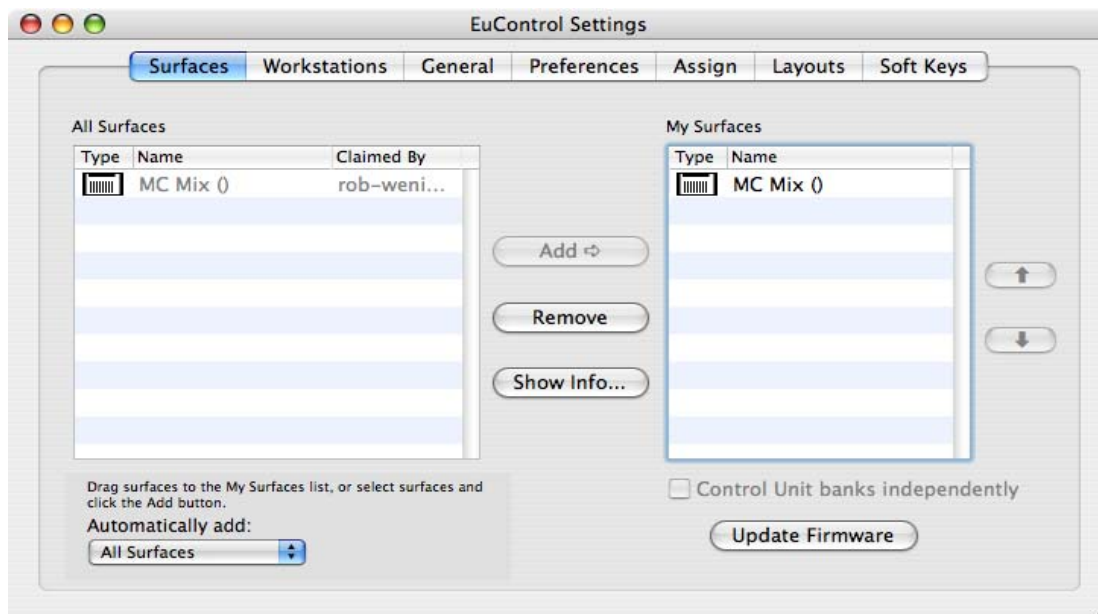 EuControl Settings
Surfaces Workstations General Preferences Assign Layouts Soft Keys
All Surfaces
Type Name Claimed By
MC Mix () rob-weni...
Add ⇨
Remove
Show Info...
My Surfaces
Type Name
MC Mix ()
Drag surfaces to the My Surfaces list, or select surfaces and
click the Add button.
Automatically add:
All Surfaces
Control Unit banks independently
Update Firmware